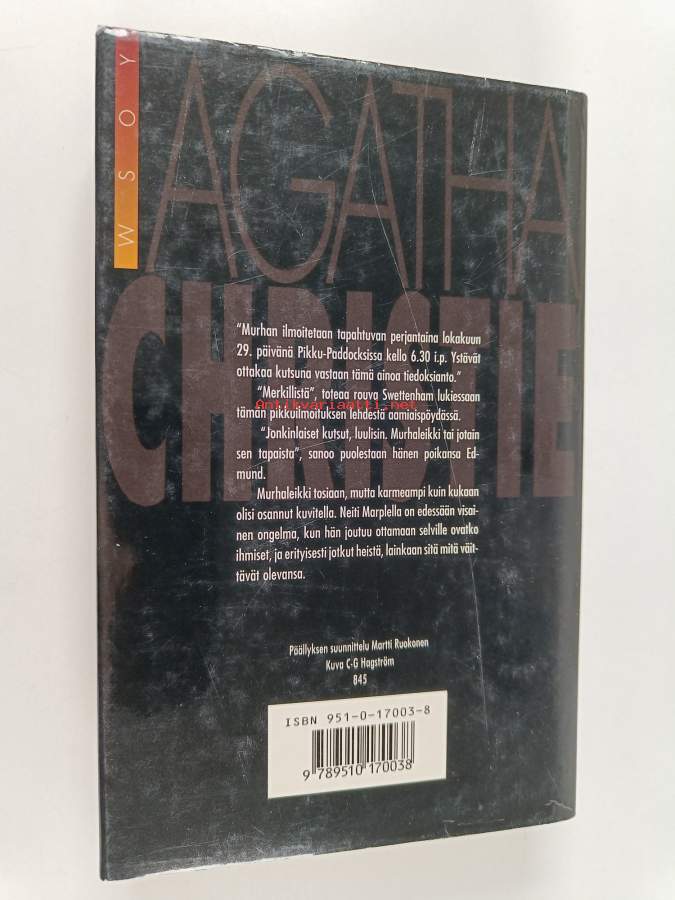 WSOY
AGATHA
CHRISTIE
"Murhan ilmoitetaan tapahtuvan perjantaina lokakuun
29. päivänä Pikku-Paddocksissa kello 6.30 i.p. Ystävät
ottakaa kutsuna vastaan tämä ainoa tiedoksianto."
"Merkillistä", toteaa rouva Swettenham lukiessaan
Antikvariaatti.net
tämän pikkuilmoituksen lehdestä aamiaispöydässä.
"Jonkinlaiset kutsut, luulisin. Murhaleikki tai jotain
sen tapaista", sanoo puolestaan hänen poikansa Ed-
mund.
Murhaleikki tosiaan, mutta karmeampi kuin kukaan
olisi osannut kuvitella. Neiti Marplella on edessään visai-
nen ongelma, kun hän joutuu ottamaan selville ovatko
ihmiset, ja erityisesti jotkut heistä, lainkaan sitä mitä väit-
tävät olevansa.
Päällyksen suunnittelu Martti Ruokonen
Kuva C-G Hagström
845
ISBN 951-0-17003-8
9 789510 170038